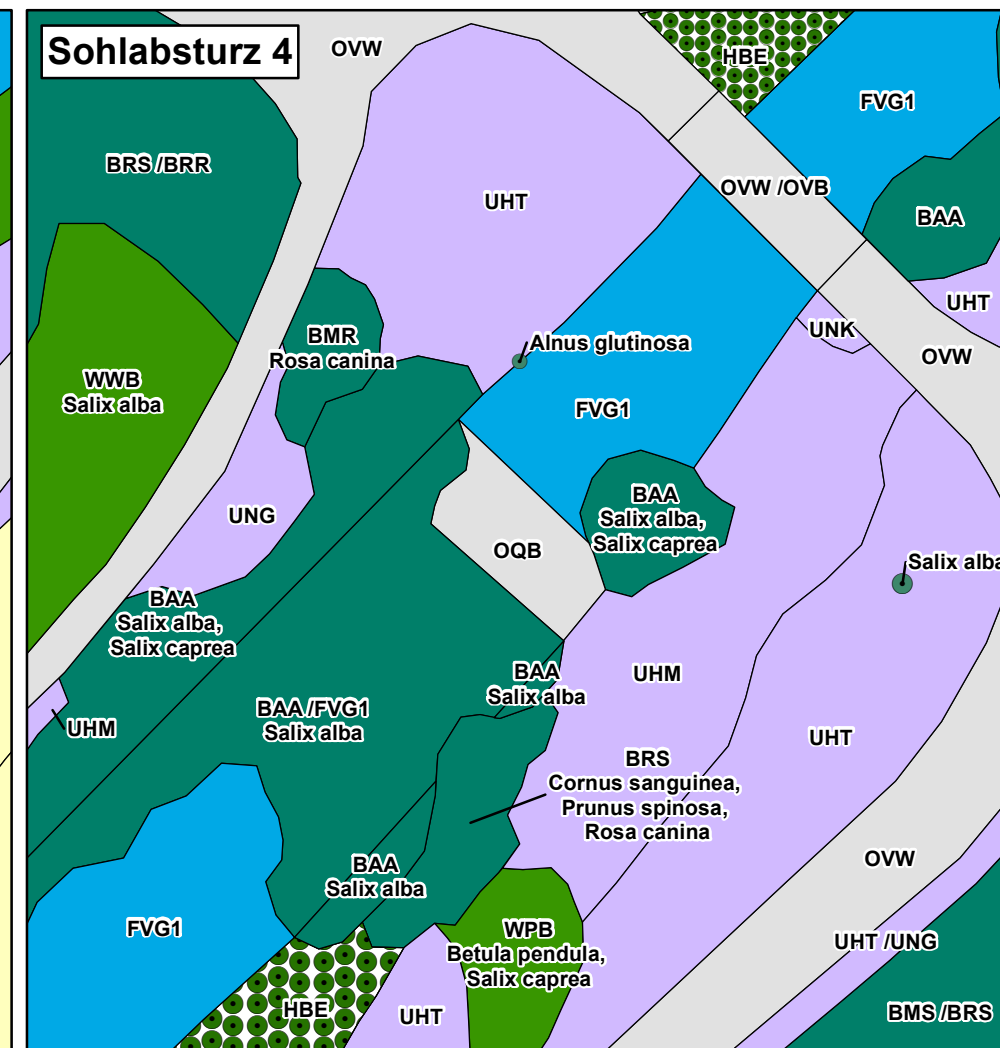 Sohlabsturz 4
OVW
HBE
FVG1
BRS /BRR
OVW /OVB
UHT
BAA
UHT
UNK
Alnus glutinosa
BMR
Rosa canina
OVW
WWB
Salix alba
FVG1
BAA
Salix alba,
Salix caprea
UNG
OQB
Salix alba
BAA
Salix alba,
Salix caprea
BAA
Salix alba
UHM
BAA /FVG1
Salix alba
UHM
UHT
BRS
Cornus sanguinea,
Prunus spinosa,
Rosa canina
OVW
BAA
Salix alba
FVG1
WPB
Betula pendula,
Salix caprea
UHT /UNG
HBE
UHT
BMS /BRS